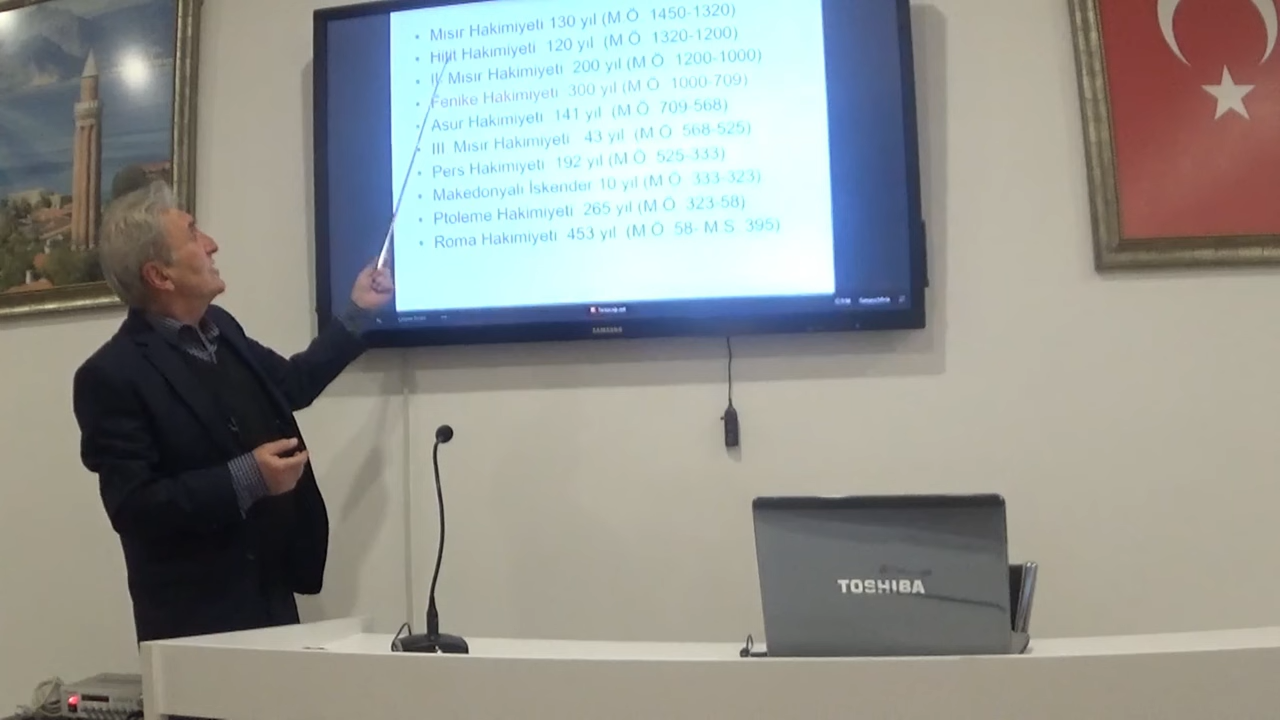 • Mısır Hakimiyeti 130 yıl (M Ö 1450-1320)
• Hitit Hakimiyeti 120 yıl (M Ö 1320-1200)
• II Mısır Hakimiyeti 200 yıl (M Ö 1200-1000)
• Fenike Hakimiyeti 300 yıl (M Ö 1000-709)
• Asur Hakimiyeti 141 yıl (M Ö 709-568)
• III Mısır Hakimiyeti 43 yıl (M Ö 568-525)
• Pers Hakimiyeti 192 yıl (M Ö 525-333)
• Makedonyalı İskender 10 yıl (M Ö 333-323)
• Ptoleme Hakimiyeti 265 yıl (M Ö 323-58)
• Roma Hakimiyeti 453 yıl (M Ö 58- M S 395)
SAMSUNG
TOSHIBA